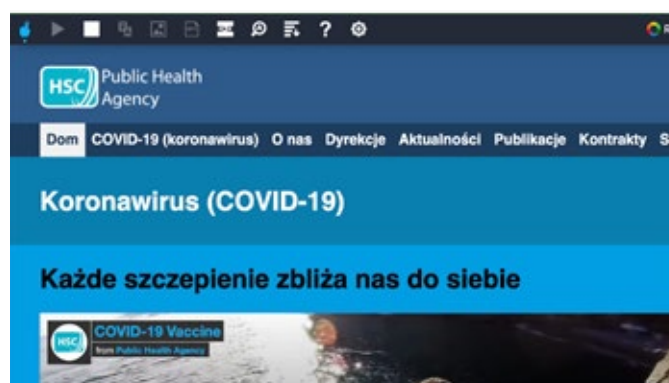 HSC Public Health
Agency
Dom COVID-19 (koronawirus) O nas Dyrekcje Aktualności Publikacje Kontrakty S
Koronawirus (COVID-19)
Każde szczepienie zbliża nas do siebie
HSC COVID-19 Vaccine
from Public Health Agency